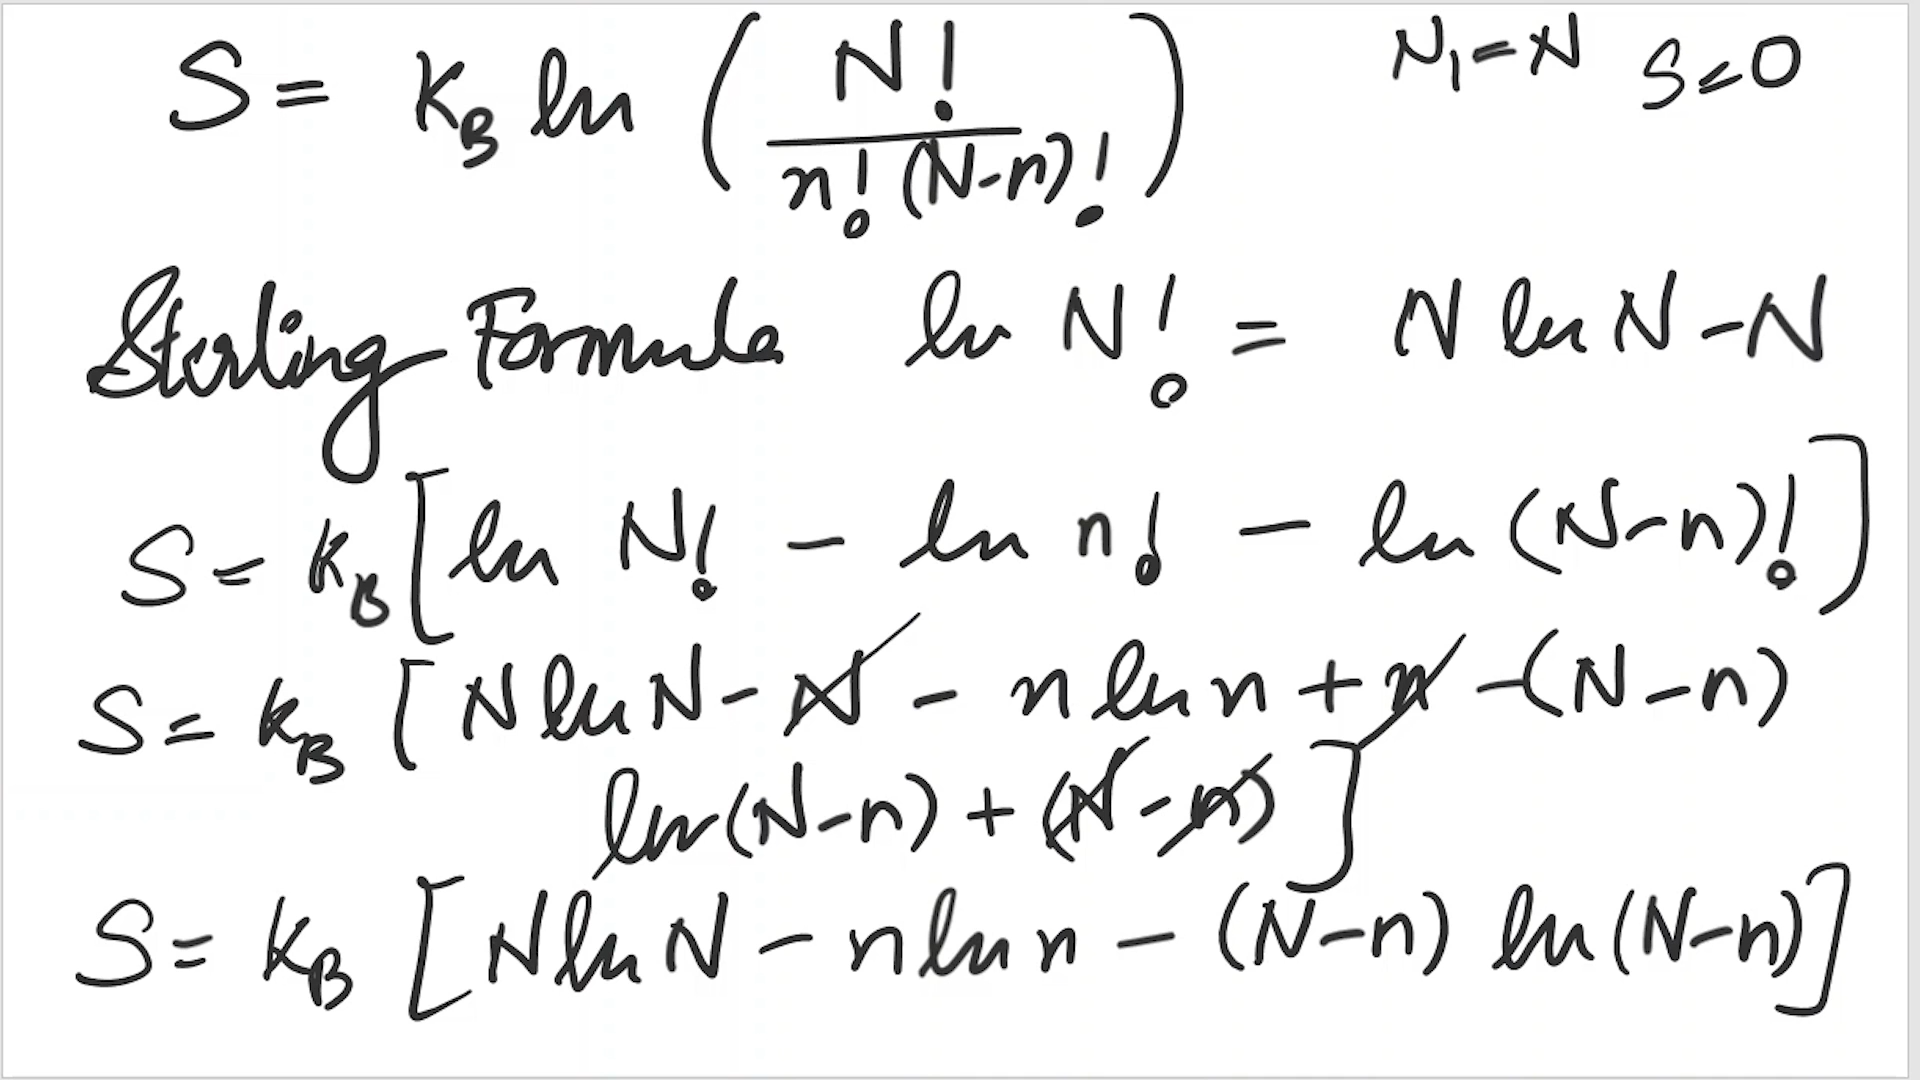 S = K_B ln ( N! / n! (N-n)! ) N₁ = N S = 0
Sterling Formula ln N! = N ln N - N
S = K_B [ ln N! - ln n! - ln (N-n)! ]
S = K_B [ N ln N - N - n ln n + n - (N-n)
ln (N-n) + (N-n) ]
S = K_B [ N ln N - n ln n - (N-n) ln (N-n) ]